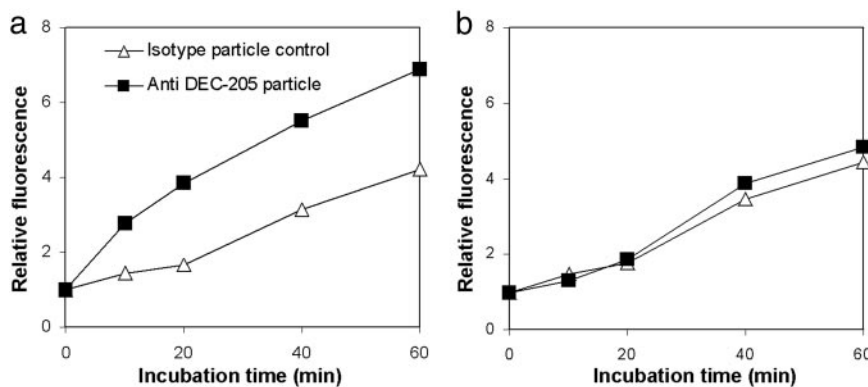 a
8
6
4
2
0
Relative fluorescence
Isotype particle control
Anti DEC-205 particle
0 20 40 60
Incubation time (min)
b
8
6
4
2
0
Relative fluorescence
0 20 40 60
Incubation time (min)